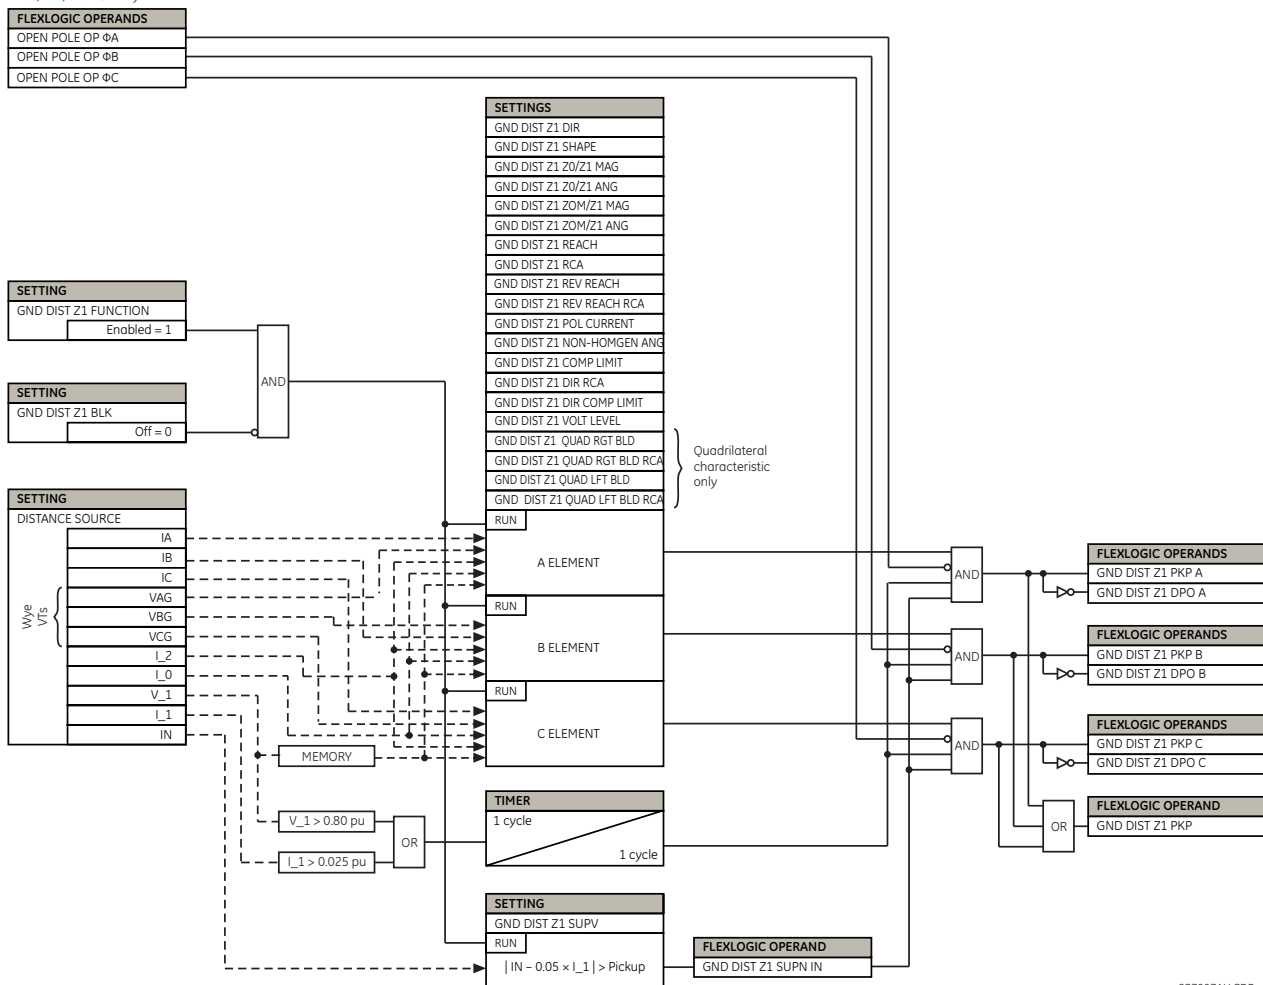 FLEXLOGIC OPERANDS
OPEN POLE OP ΦA
OPEN POLE OP ΦB
OPEN POLE OP ΦC
SETTINGS
GND DIST Z1 DIR
GND DIST Z1 SHAPE
GND DIST Z1 Z0/Z1 MAG
GND DIST Z1 Z0/Z1 ANG
GND DIST Z1 ZOM/Z1 MAG
GND DIST Z1 ZOM/Z1 ANG
GND DIST Z1 REACH
GND DIST Z1 RCA
GND DIST Z1 REV REACH
GND DIST Z1 REV REACH RCA
GND DIST Z1 POL CURRENT
GND DIST Z1 NON-HOMGEN ANG
GND DIST Z1 COMP LIMIT
GND DIST Z1 DIR RCA
GND DIST Z1 DIR COMP LIMIT
GND DIST Z1 VOLT LEVEL
GND DIST Z1 QUAD RGT BLD
GND DIST Z1 QUAD RGT BLD RCA
GND DIST Z1 QUAD LFT BLD
GND DIST Z1 QUAD LFT BLD RCA
Quadrilateral
characteristic
only
SETTING
GND DIST Z1 FUNCTION
Enabled = 1
AND
SETTING
GND DIST Z1 BLK
Off = 0
SETTING
DISTANCE SOURCE
IA
IB
IC
VAG
VBG
VCG
I_2
I_0
V_1
I_1
IN
Wye
VTs
RUN
A ELEMENT
RUN
B ELEMENT
RUN
C ELEMENT
MEMORY
V_1 > 0.80 pu
I_1 > 0.025 pu
OR
TIMER
1 cycle
1 cycle
SETTING
GND DIST Z1 SUPV
RUN
| IN – 0.05 × I_1 | > Pickup
FLEXLOGIC OPERAND
GND DIST Z1 SUPN IN
AND
FLEXLOGIC OPERANDS
GND DIST Z1 PKP A
GND DIST Z1 DPO A
AND
FLEXLOGIC OPERANDS
GND DIST Z1 PKP B
GND DIST Z1 DPO B
AND
FLEXLOGIC OPERANDS
GND DIST Z1 PKP C
GND DIST Z1 DPO C
OR
FLEXLOGIC OPERAND
GND DIST Z1 PKP